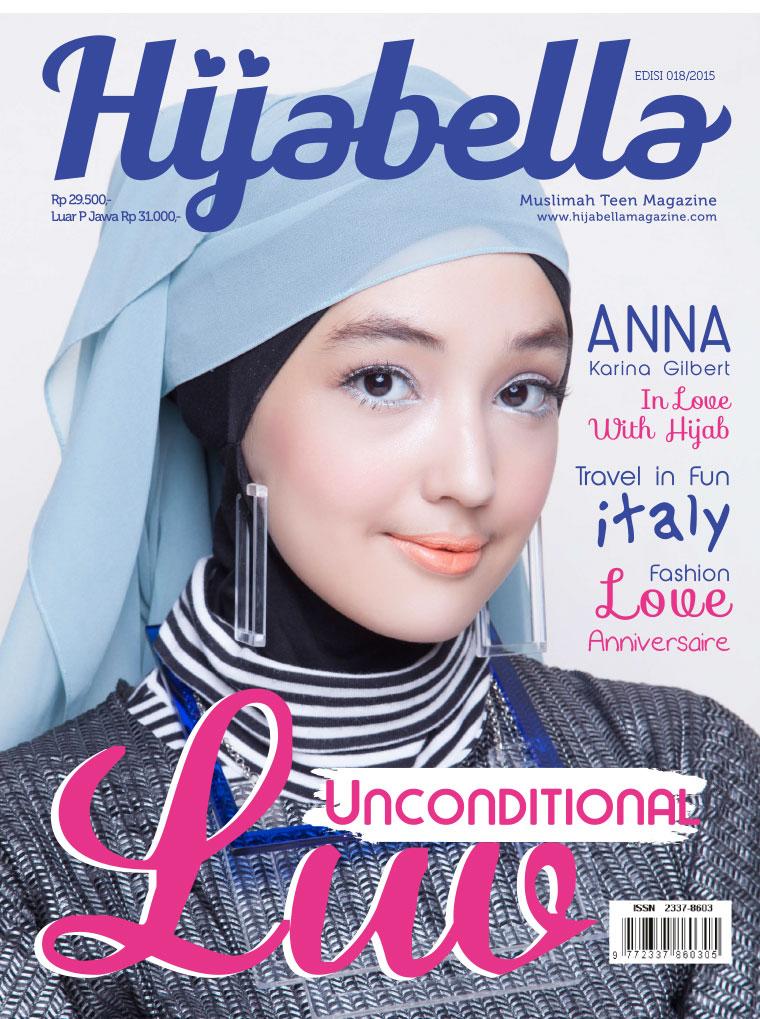 Hijabella
EDISI 018/2015
Rp 29.500,-
Luar P Jawa Rp 31.000,-
Muslimah Teen Magazine
www.hijabellamagazine.com
ANNA
Karina Gilbert
In Love
With Hijab
Travel in Fun
italy
Fashion
Love
Anniversaire
UNCONDITIONAL
Luv
ISSN 2337-8603
9 772337 860305